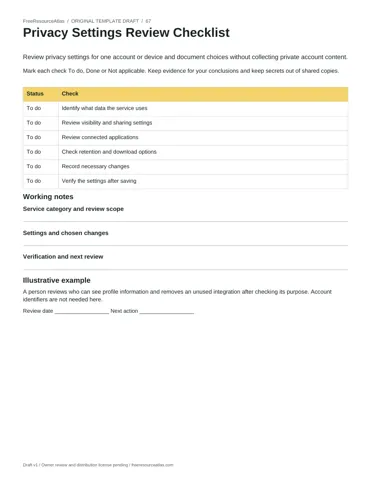 FreeResourceAtlas / ORIGINAL TEMPLATE DRAFT / 67
Privacy Settings Review Checklist
Review privacy settings for one account or device and document choices without collecting private account content.
Mark each check To do, Done or Not applicable. Keep evidence for your conclusions and keep secrets out of shared copies.
Status Check
To do Identify what data the service uses
To do Review visibility and sharing settings
To do Review connected applications
To do Check retention and download options
To do Record necessary changes
To do Verify the settings after saving
Working notes
Service category and review scope
Settings and chosen changes
Verification and next review
Illustrative example
A person reviews who can see profile information and removes an unused integration after checking its purpose. Account
identifiers are not needed here.
Review date ____________________ Next action ____________________
Draft v1 / Owner review and distribution license pending / freeresourceatlas.com